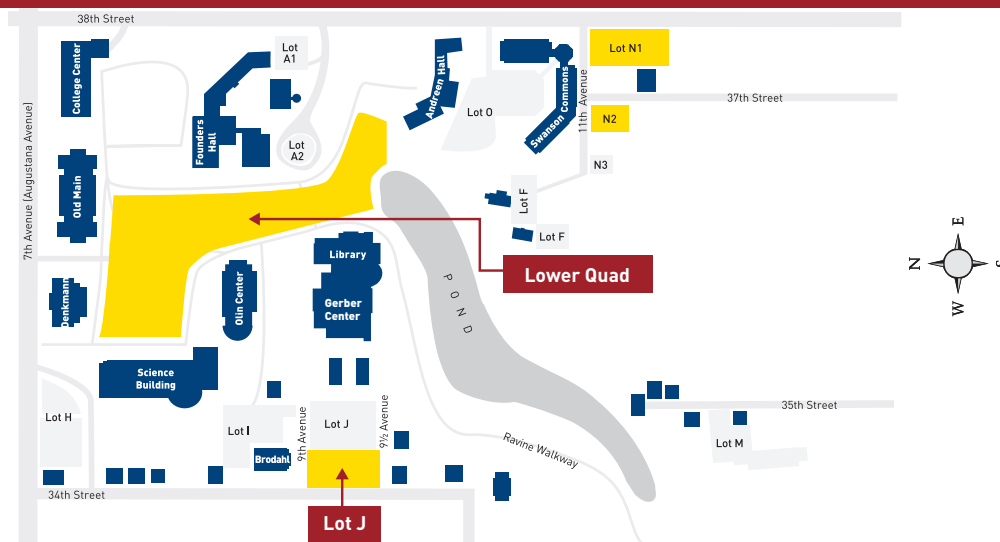 38th Street
Lot
A1
Lot N1
College Center
Andreen Hall
Swanson Commons
11th Avenue
37th Street
Lot O
N2
Founders
Hall
Lot
A2
N3
7th Avenue (Augustana Avenue)
Old Main
Lot F
Lot F
E
Library
Lower Quad
N
S
W
Denkmann
Olin Center
Gerber
Center
POND
Science
Building
35th Street
Lot H
Lot I
9th Avenue
Lot J
9½ Avenue
Lot M
Ravine Walkway
Brodahl
34th Street
Lot J